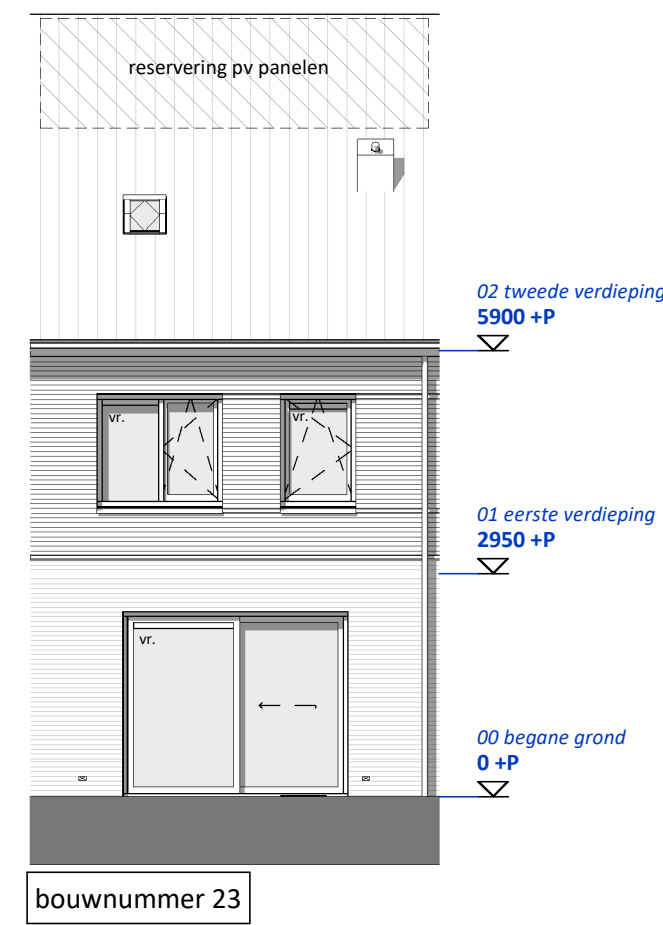 reservering pv panelen
02 tweede verdieping
5900 +P
vr.
vr.
01 eerste verdieping
2950 +P
vr.
00 begane grond
0 +P
bouwnummer 23